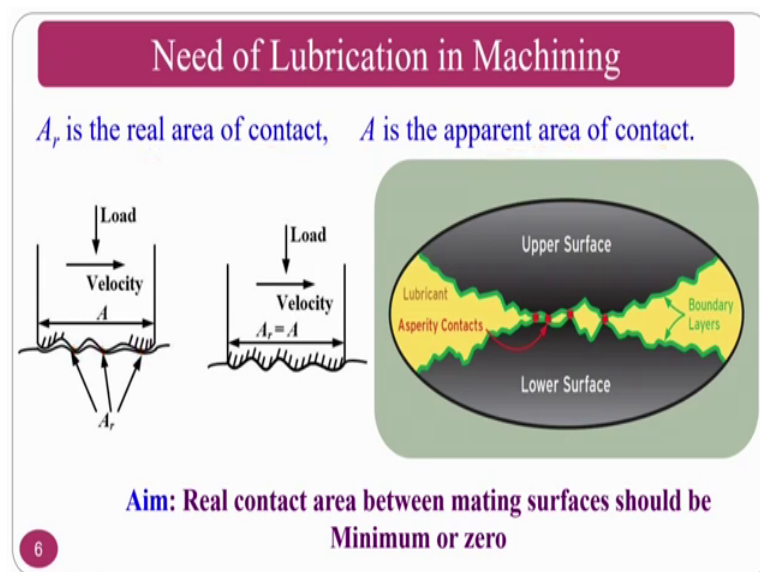 Need of Lubrication in Machining
Aᵣ is the real area of contact, A is the apparent area of contact.
Load
Velocity
A
Aᵣ
Load
Velocity
Aᵣ = A
Upper Surface
Lubricant
Asperity Contacts
Boundary
Layers
Lower Surface
Aim: Real contact area between mating surfaces should be
Minimum or zero
6